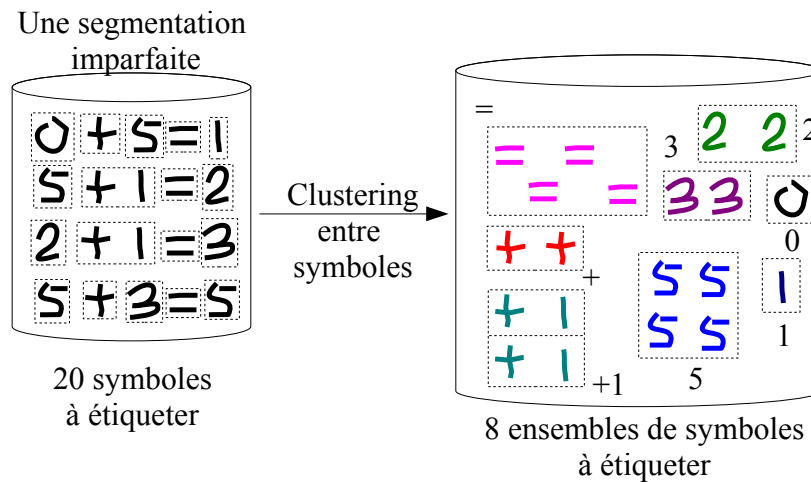 Une segmentation
imparfaite
0 + 5 = 1
5 + 1 = 2
2 + 1 = 3
5 + 3 = 5
20 symboles
à étiqueter
Clustering
entre
symboles
=
= =
= =
3
2 2
2
3 3
0
0
+ +
+
5 5
5 5
5
1
1
+ 1
+ 1
+1
8 ensembles de symboles
à étiqueter